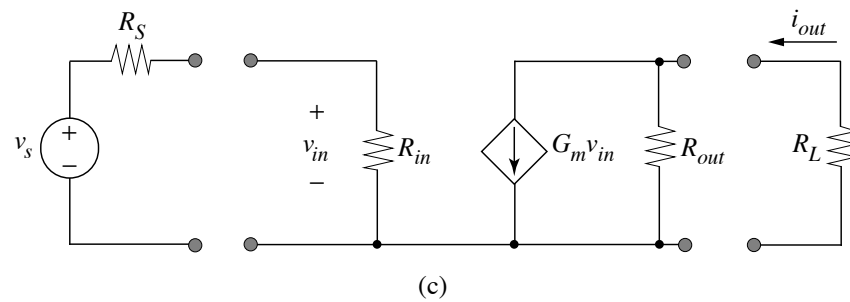 R_S
i_out
v_s
+
−
+
v_in
−
R_in
G_m v_in
R_out
R_L
(c)